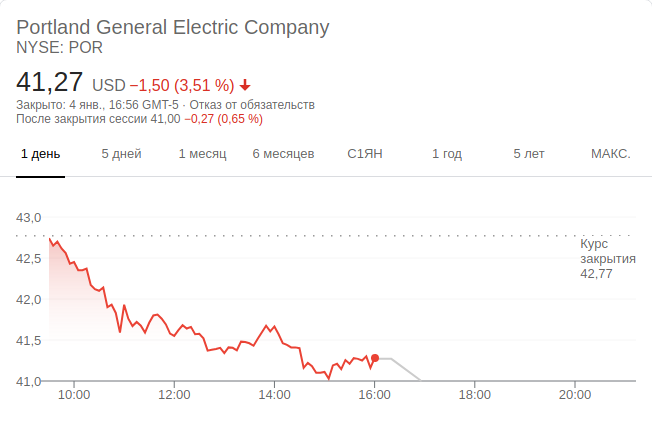 Portland General Electric Company
NYSE: POR
41,27 USD −1,50 (3,51 %)
Закрыто: 4 янв., 16:56 GMT-5 · Отказ от обязательств
После закрытия сессии 41,00 −0,27 (0,65 %)
1 день 5 дней 1 месяц 6 месяцев С1ЯН 1 год 5 лет МАКС.
43,0
Курс
закрытия
42,77
42,5
42,0
41,5
41,0
10:00 12:00 14:00 16:00 18:00 20:00